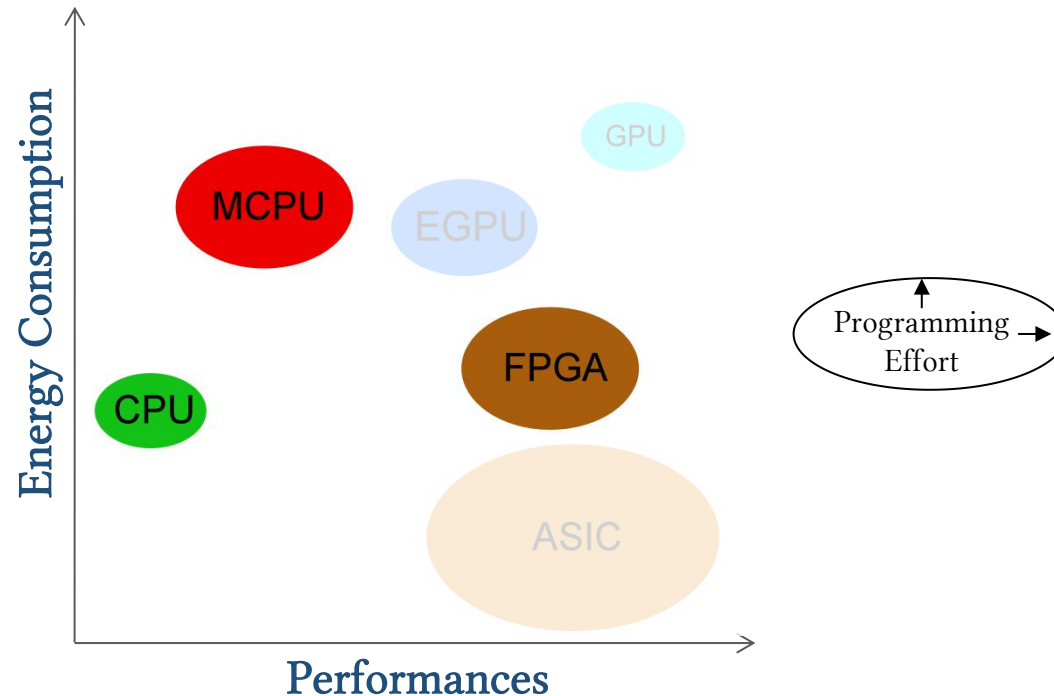 Energy Consumption
GPU
MCPU
EGPU
Programming
Effort
FPGA
CPU
ASIC
Performances